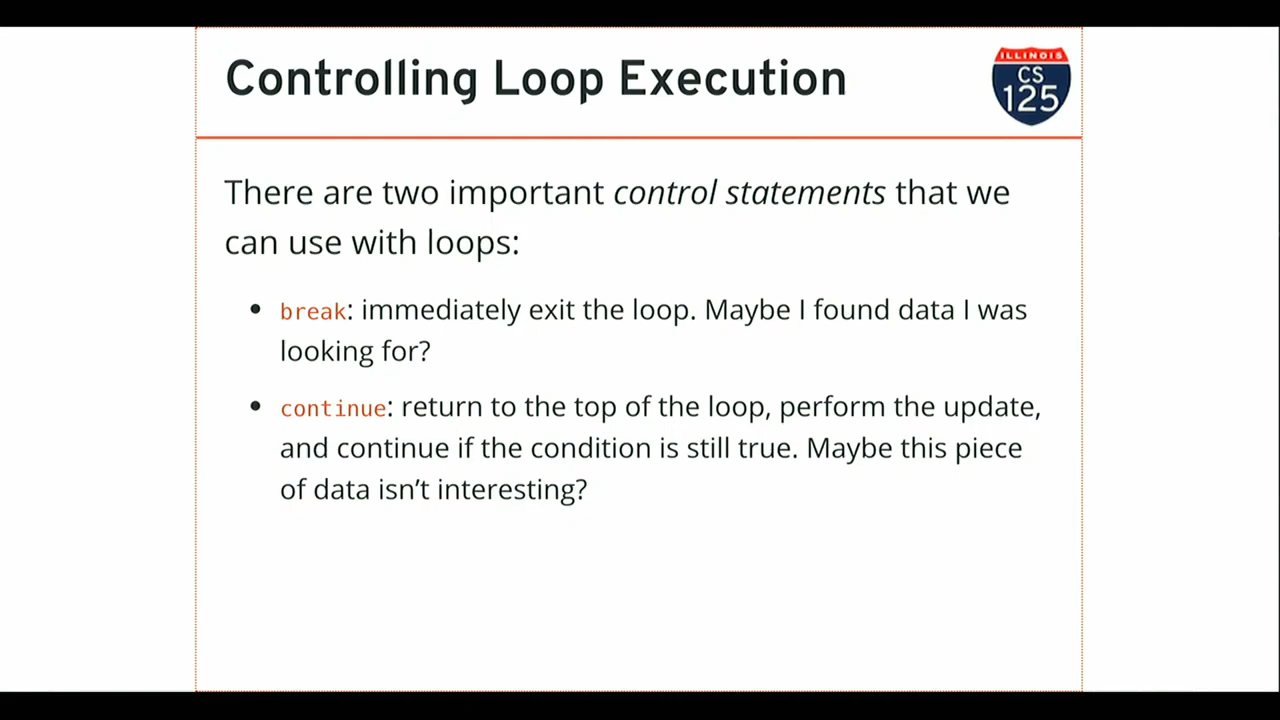 Controlling Loop Execution
ILLINOIS
CS
125
There are two important control statements that we
can use with loops:
• break: immediately exit the loop. Maybe I found data I was
looking for?
• continue: return to the top of the loop, perform the update,
and continue if the condition is still true. Maybe this piece
of data isn’t interesting?